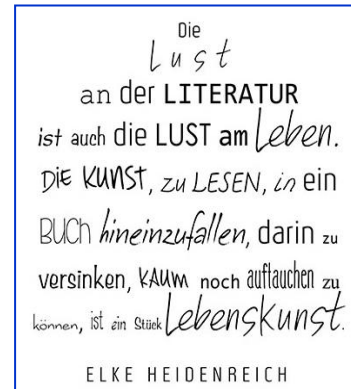 Die
Lust
an der LITERATUR
ist auch die LUST am Leben.
DiE KUNST, zu LESEN, in ein
BUCH hineinzufallen, darin zu
versinken, KAUM noch auftauchen zu
können, ist ein Stück Lebenskunst.
ELKE HEIDENREICH